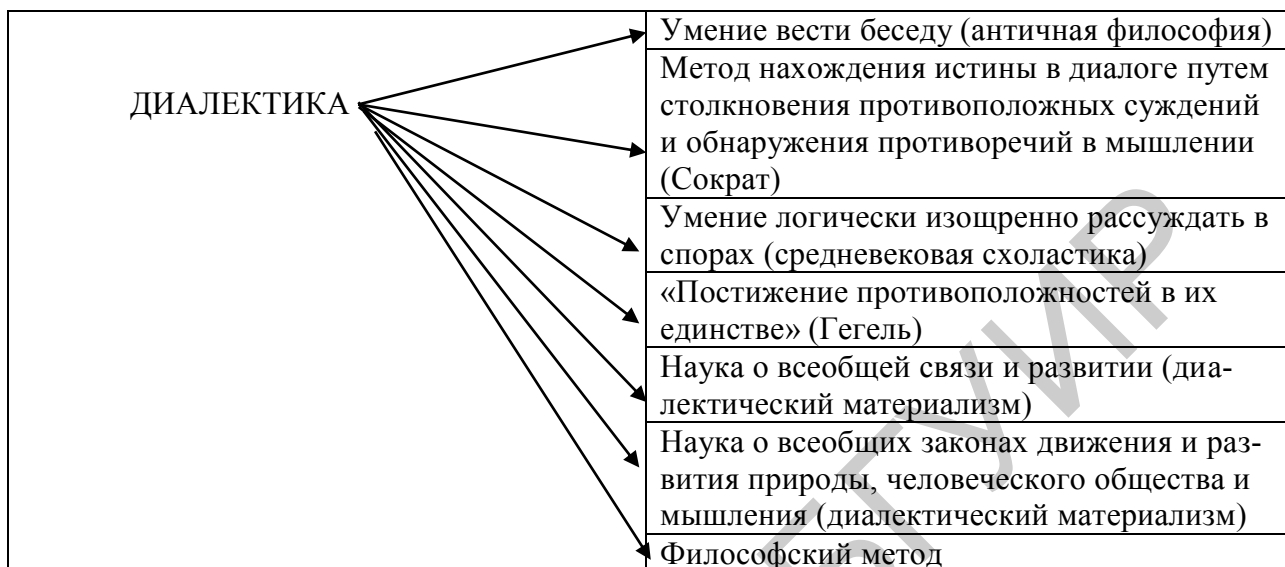 ДИАЛЕКТИКА
Умение вести беседу (античная философия)
Метод нахождения истины в диалоге путем
столкновения противоположных суждений
и обнаружения противоречий в мышлении
(Сократ)
Умение логически изощренно рассуждать в
спорах (средневековая схоластика)
«Постижение противоположностей в их
единстве» (Гегель)
Наука о всеобщей связи и развитии (диа-
лектический материализм)
Наука о всеобщих законах движения и раз-
вития природы, человеческого общества и
мышления (диалектический материализм)
Философский метод
БГУИР